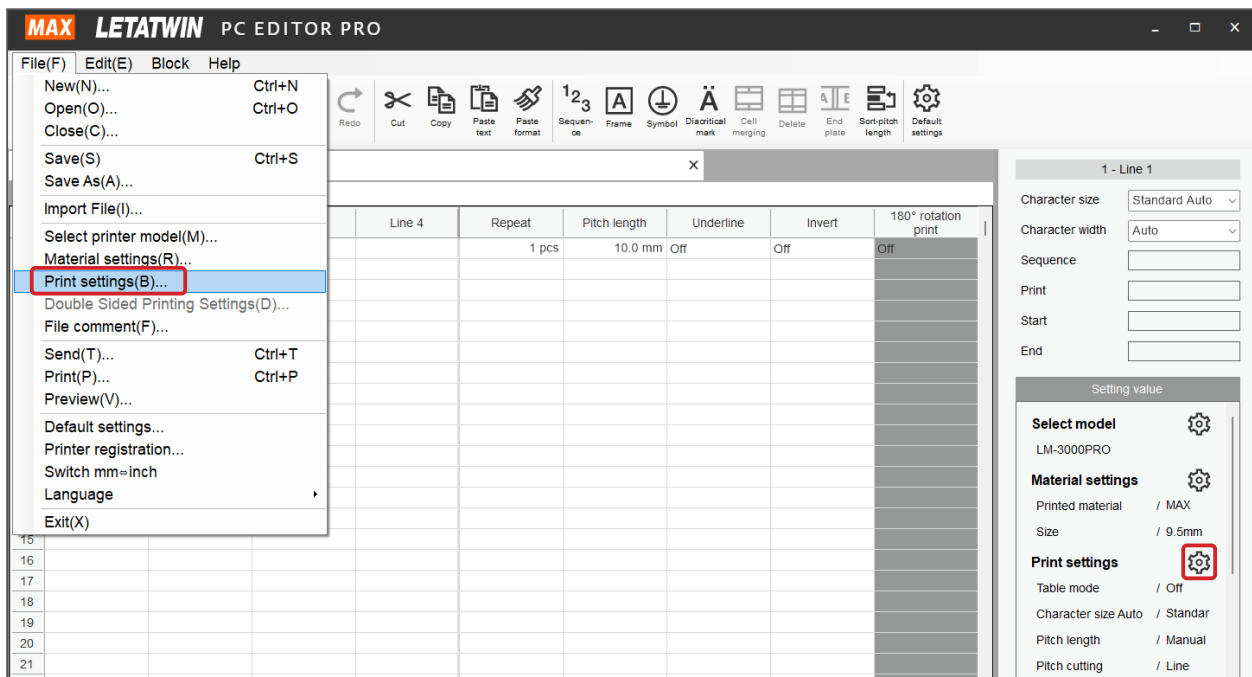 MAX LETATWIN PC EDITOR PRO
File(F) Edit(E) Block Help
New(N)... Ctrl+N
Open(O)... Ctrl+O
Close(C)...
Save(S) Ctrl+S
Save As(A)...
Import File(I)...
Select printer model(M)...
Material settings(R)...
Print settings(B)...
Double Sided Printing Settings(D)...
File comment(F)...
Send(T)... Ctrl+T
Print(P)... Ctrl+P
Preview(V)...
Default settings...
Printer registration...
Switch mm⇔inch
Language
Exit(X)
Redo
Cut
Copy
Paste
text
Paste
format
123
Sequen-
ce
A
Frame
Symbol
Ä
Diacritical
mark
Cell
merging
Delete
A E
End
plate
Sort-pitch
length
Default
settings
Line 4 Repeat Pitch length Underline Invert 180° rotation
print
1 pcs 10.0 mm Off Off Off
15
16
17
18
19
20
21
1 - Line 1
Character size Standard Auto
Character width Auto
Sequence
Print
Start
End
Setting value
Select model
LM-3000PRO
Material settings
Printed material / MAX
Size / 9.5mm
Print settings
Table mode / Off
Character size Auto / Standar
Pitch length / Manual
Pitch cutting / Line